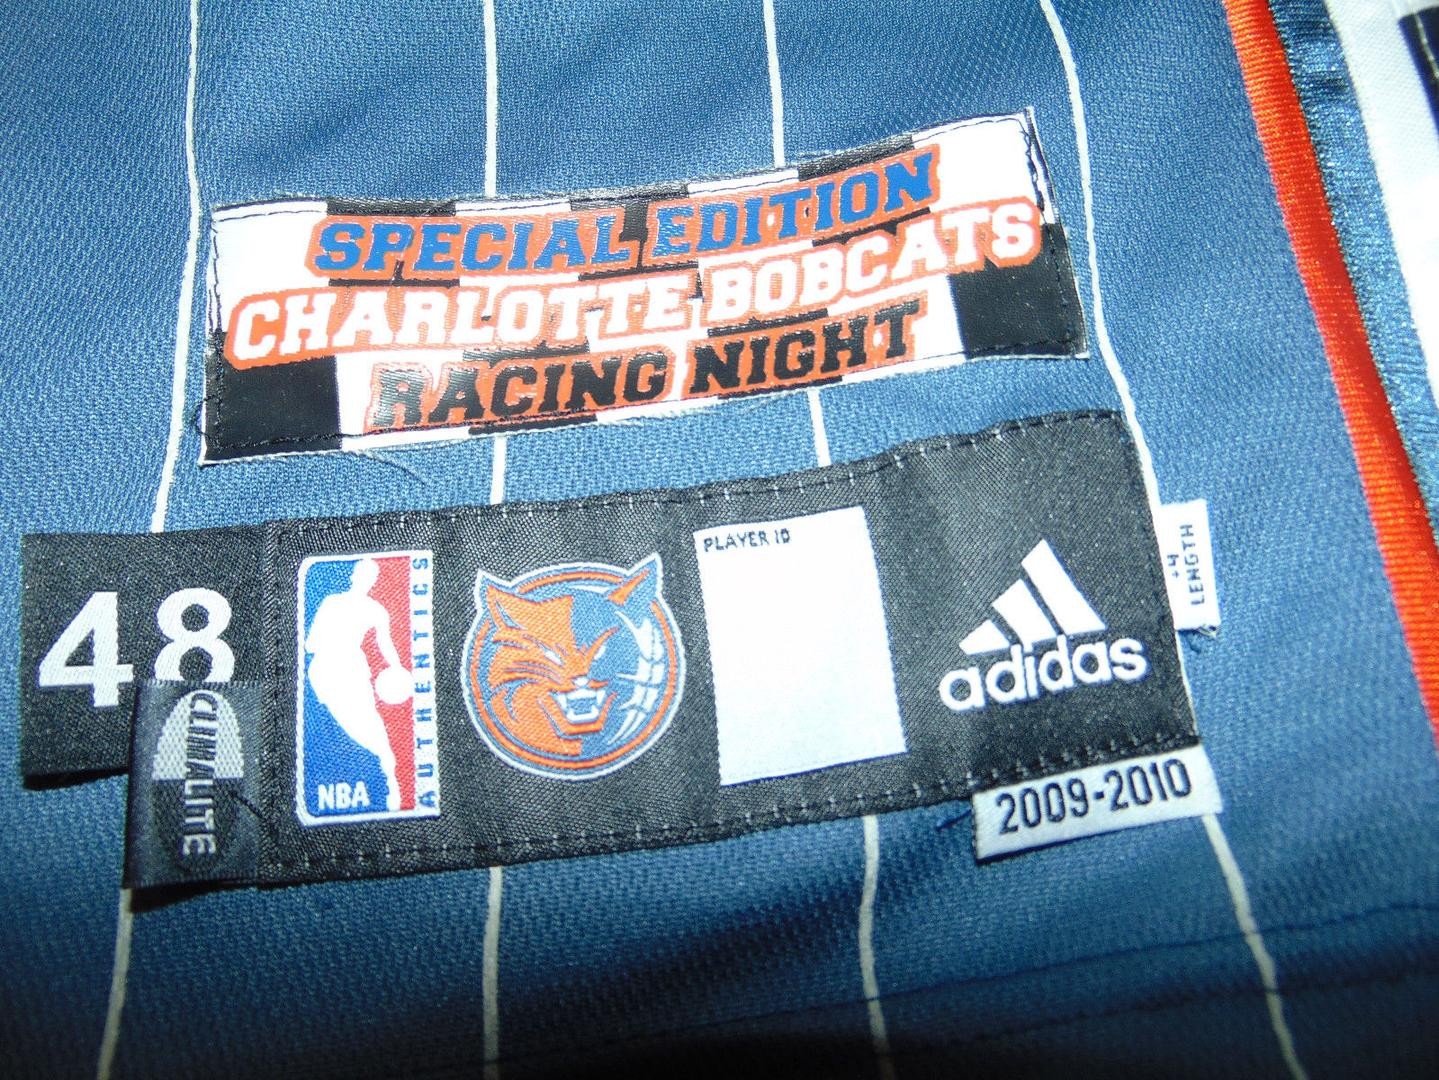 SPECIAL EDITION
CHARLOTTE BOBCATS
RACING NIGHT
48
CLIMALITE
NBA
AUTHENTICS
PLAYER ID
adidas
+4
LENGTH
2009-2010